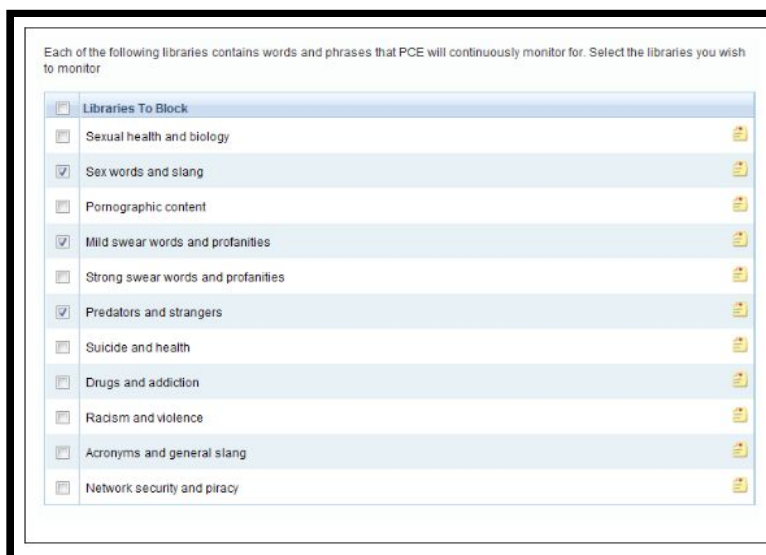 Each of the following libraries contains words and phrases that PCE will continuously monitor for. Select the libraries you wish
to monitor
Libraries To Block
Sexual health and biology
Sex words and slang
Pornographic content
Mild swear words and profanities
Strong swear words and profanities
Predators and strangers
Suicide and health
Drugs and addiction
Racism and violence
Acronyms and general slang
Network security and piracy